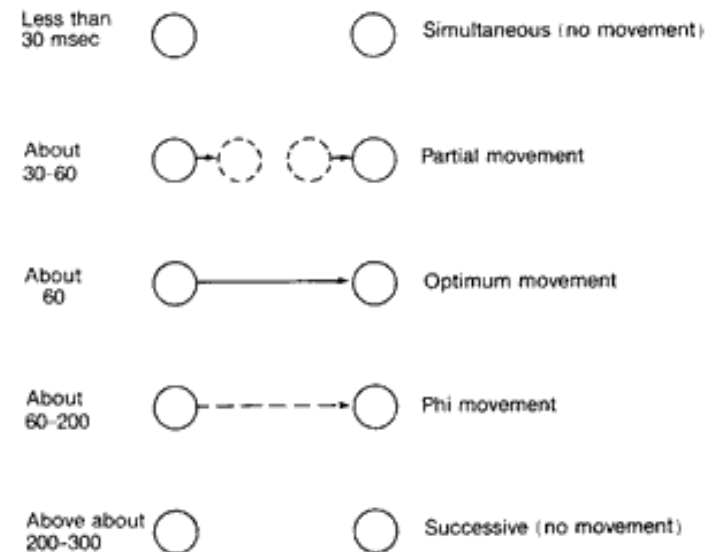 Less than
30 msec
Simultaneous (no movement)
About
30-60
Partial movement
About
60
Optimum movement
About
60-200
Phi movement
Above about
200-300
Successive (no movement)